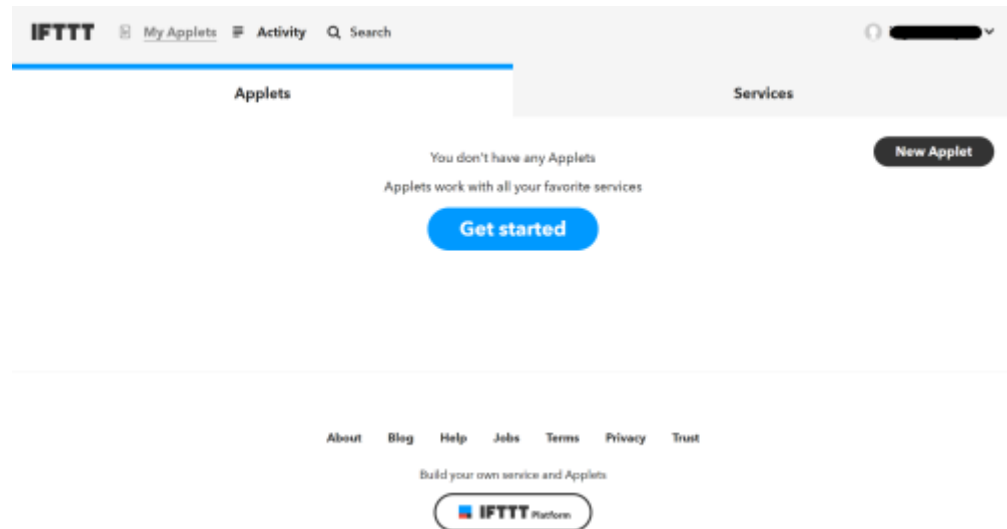 IFTTT My Applets Activity Search
Applets Services
New Applet
You don't have any Applets
Applets work with all your favorite services
Get started
About Blog Help Jobs Terms Privacy Trust
Build your own service and Applets
IFTTT Platform